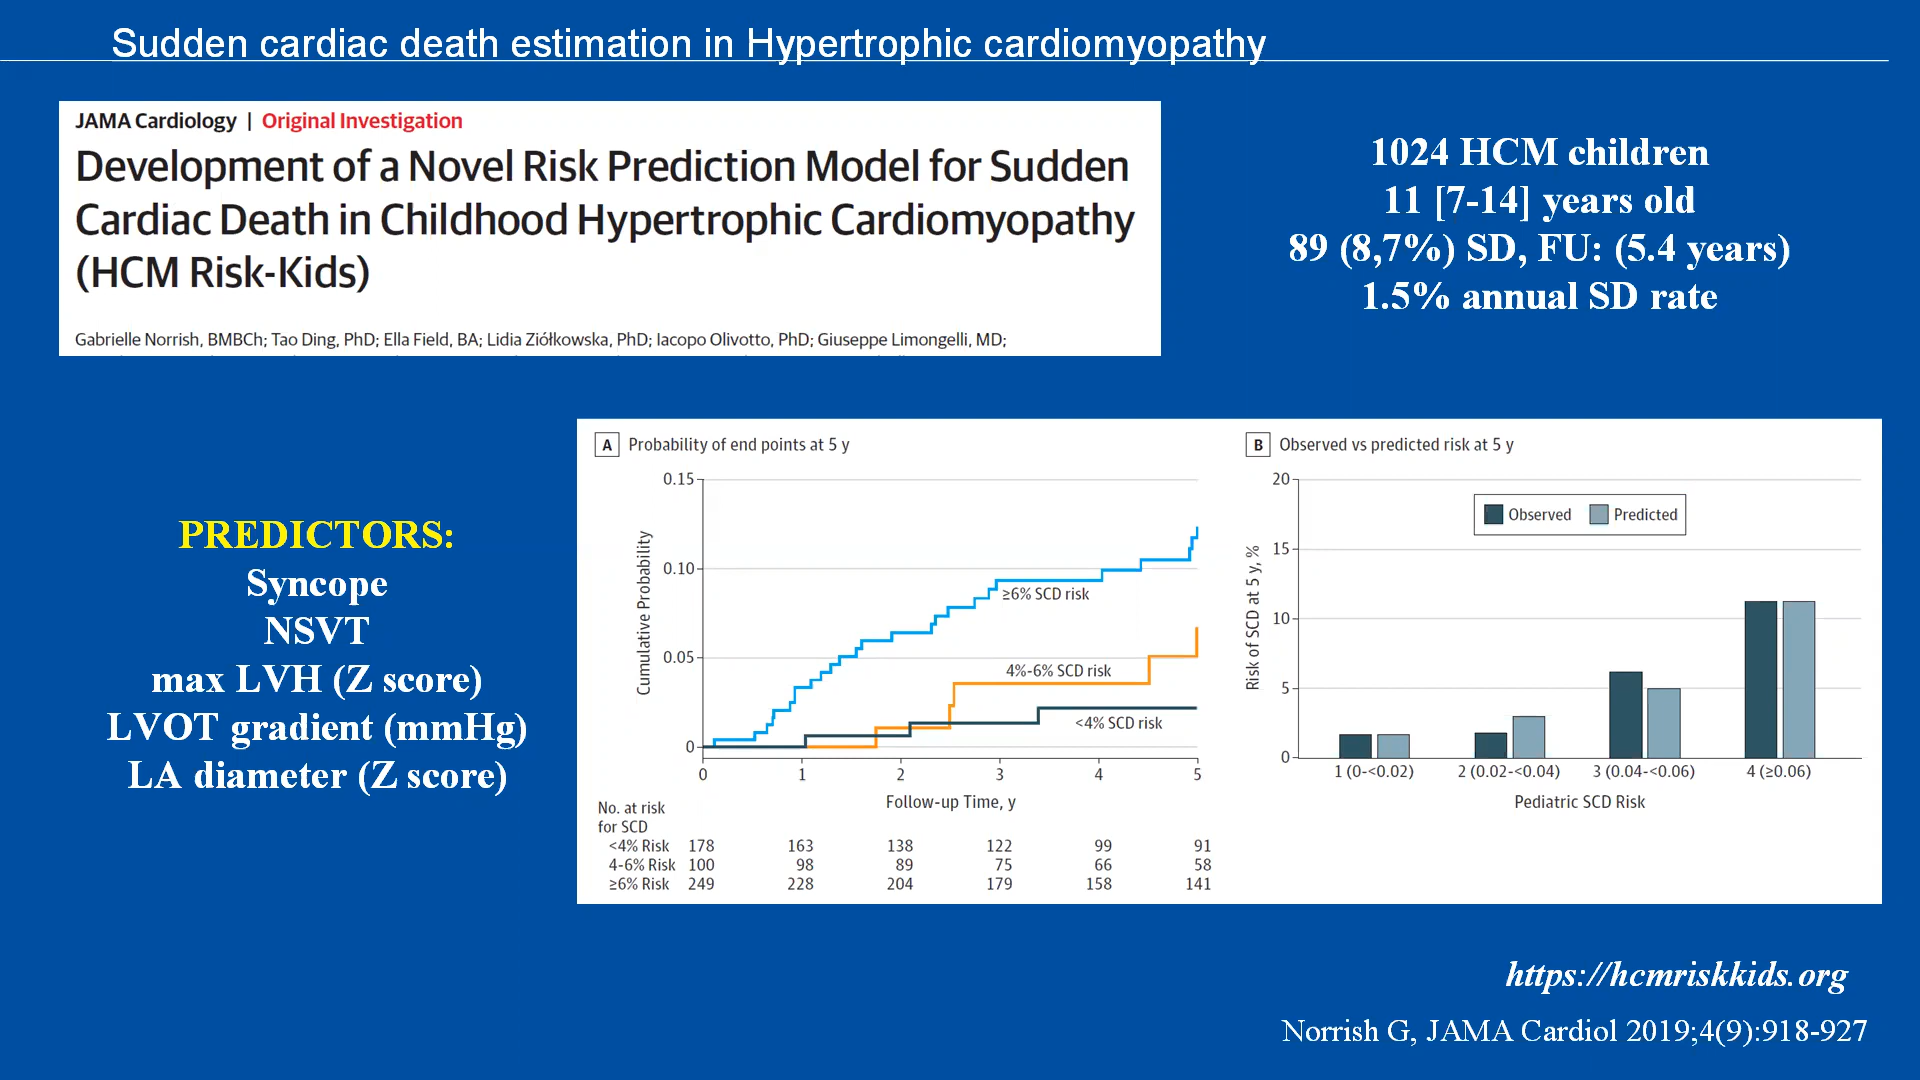 Sudden cardiac death estimation in Hypertrophic cardiomyopathy
JAMA Cardiology | Original Investigation
Development of a Novel Risk Prediction Model for Sudden
Cardiac Death in Childhood Hypertrophic Cardiomyopathy
(HCM Risk-Kids)
Gabrielle Norrish, BMBCh; Tao Ding, PhD; Ella Field, BA; Lidia Ziółkowska, PhD; Iacopo Olivotto, PhD; Giuseppe Limongelli, MD;
1024 HCM children
11 [7-14] years old
89 (8,7%) SD, FU: (5.4 years)
1.5% annual SD rate
PREDICTORS:
Syncope
NSVT
max LVH (Z score)
LVOT gradient (mmHg)
LA diameter (Z score)
A Probability of end points at 5 y
0.15
0.10
0.05
0
Cumulative Probability
≥6% SCD risk
4%-6% SCD risk
<4% SCD risk
0 1 2 3 4 5
Follow-up Time, y
No. at risk
for SCD
<4% Risk 178 163 138 122 99 91
4-6% Risk 100 98 89 75 66 58
≥6% Risk 249 228 204 179 158 141
B Observed vs predicted risk at 5 y
20
15
10
5
0
Risk of SCD at 5 y, %
Observed Predicted
1 (0-<0.02) 2 (0.02-<0.04) 3 (0.04-<0.06) 4 (≥0.06)
Pediatric SCD Risk
https://hcmriskkids.org
Norrish G, JAMA Cardiol 2019;4(9):918-927